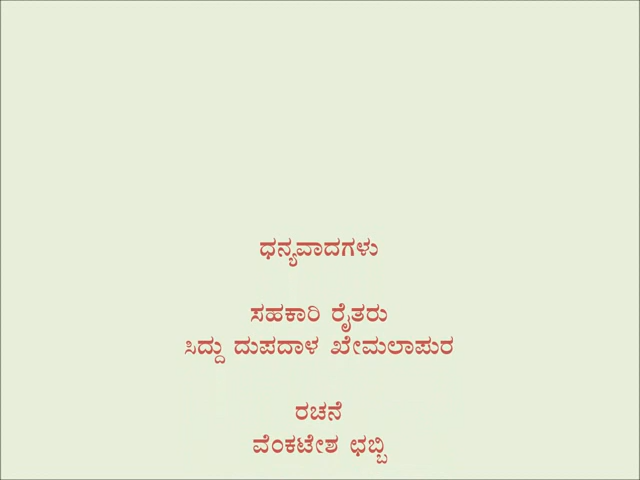 ಧನ್ಯವಾದಗಳು
ಸಹಕಾರಿ ರೈತರು
ಸಿದ್ದು ದುಪದಾಳ ಖೇಮಲಾಪುರ
ರಚನೆ
ವೆಂಕಟೇಶ ಛಬ್ಬಿ